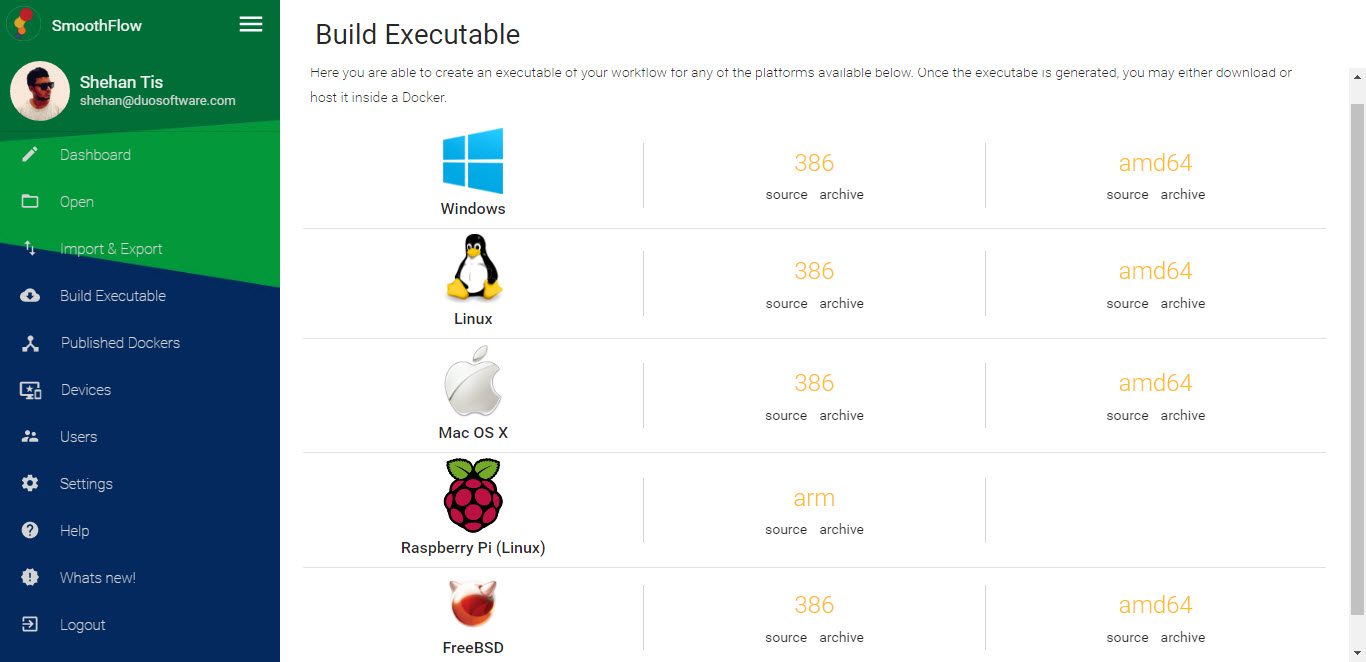 SmoothFlow
Shehan Tis
shehan@duosoftware.com
Dashboard
Open
Import & Export
Build Executable
Published Dockers
Devices
Users
Settings
Help
Whats new!
Logout
Build Executable
Here you are able to create an executable of your workflow for any of the platforms available below. Once the executabe is generated, you may either download or
host it inside a Docker.
Windows
386
source archive
amd64
source archive
Linux
386
source archive
amd64
source archive
Mac OS X
386
source archive
amd64
source archive
Raspberry Pi (Linux)
arm
source archive
FreeBSD
386
source archive
amd64
source archive